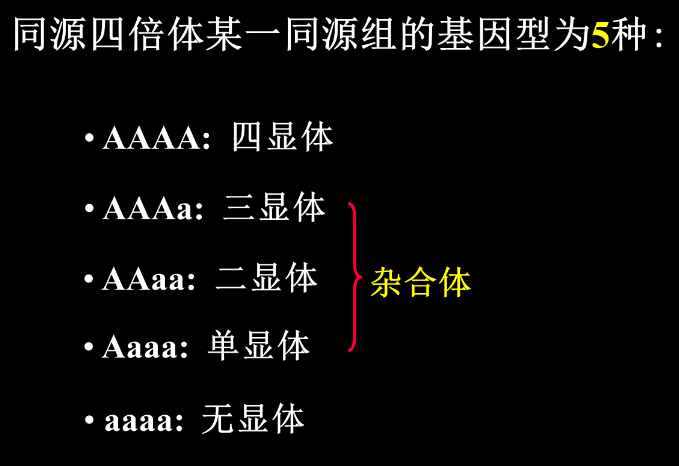 同源四倍体某一同源组的基因型为5种:
• AAAA: 四显体
• AAAa: 三显体
• AAaa: 二显体
杂合体
• Aaaa: 单显体
• aaaa: 无显体